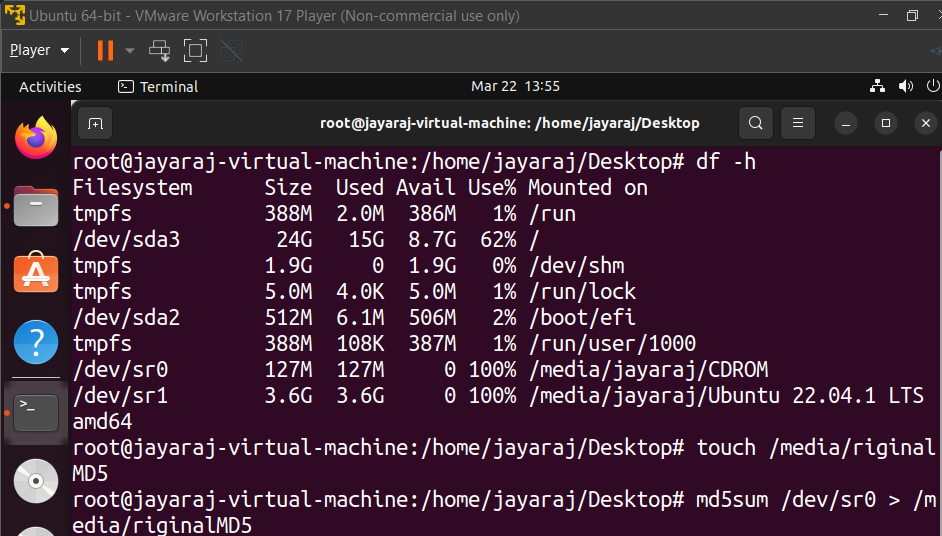 Ubuntu 64-bit - VMware Workstation 17 Player (Non-commercial use only)
Player
Activities Terminal Mar 22 13:55
root@jayaraj-virtual-machine: /home/jayaraj/Desktop
root@jayaraj-virtual-machine:/home/jayaraj/Desktop# df -h
Filesystem Size Used Avail Use% Mounted on
tmpfs 388M 2.0M 386M 1% /run
/dev/sda3 24G 15G 8.7G 62% /
tmpfs 1.9G 0 1.9G 0% /dev/shm
tmpfs 5.0M 4.0K 5.0M 1% /run/lock
/dev/sda2 512M 6.1M 506M 2% /boot/efi
tmpfs 388M 108K 387M 1% /run/user/1000
/dev/sr0 127M 127M 0 100% /media/jayaraj/CDROM
/dev/sr1 3.6G 3.6G 0 100% /media/jayaraj/Ubuntu 22.04.1 LTS
amd64
root@jayaraj-virtual-machine:/home/jayaraj/Desktop# touch /media/riginal
MD5
root@jayaraj-virtual-machine:/home/jayaraj/Desktop# md5sum /dev/sr0 > /m
edia/riginalMD5